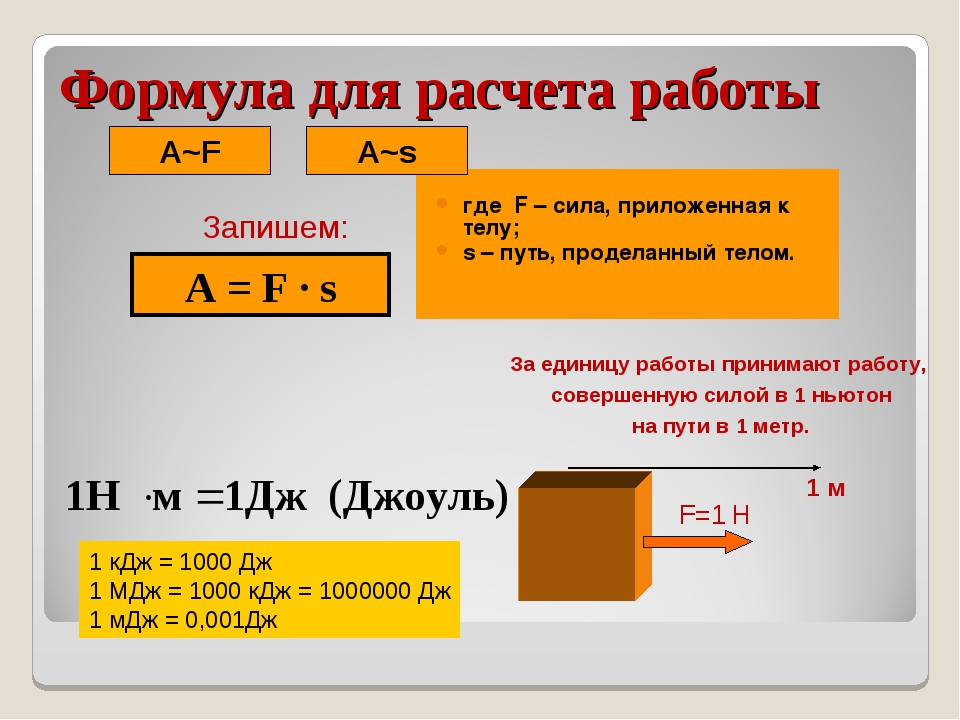 Формула для расчета работы
A~F
A~s
где F – сила, приложенная к
телу;
s – путь, проделанный телом.
Запишем:
A = F · s
За единицу работы принимают работу,
совершенную силой в 1 ньютон
на пути в 1 метр.
1Н ·м =1Дж (Джоуль)
1 м
F=1 Н
1 кДж = 1000 Дж
1 МДж = 1000 кДж = 1000000 Дж
1 мДж = 0,001Дж